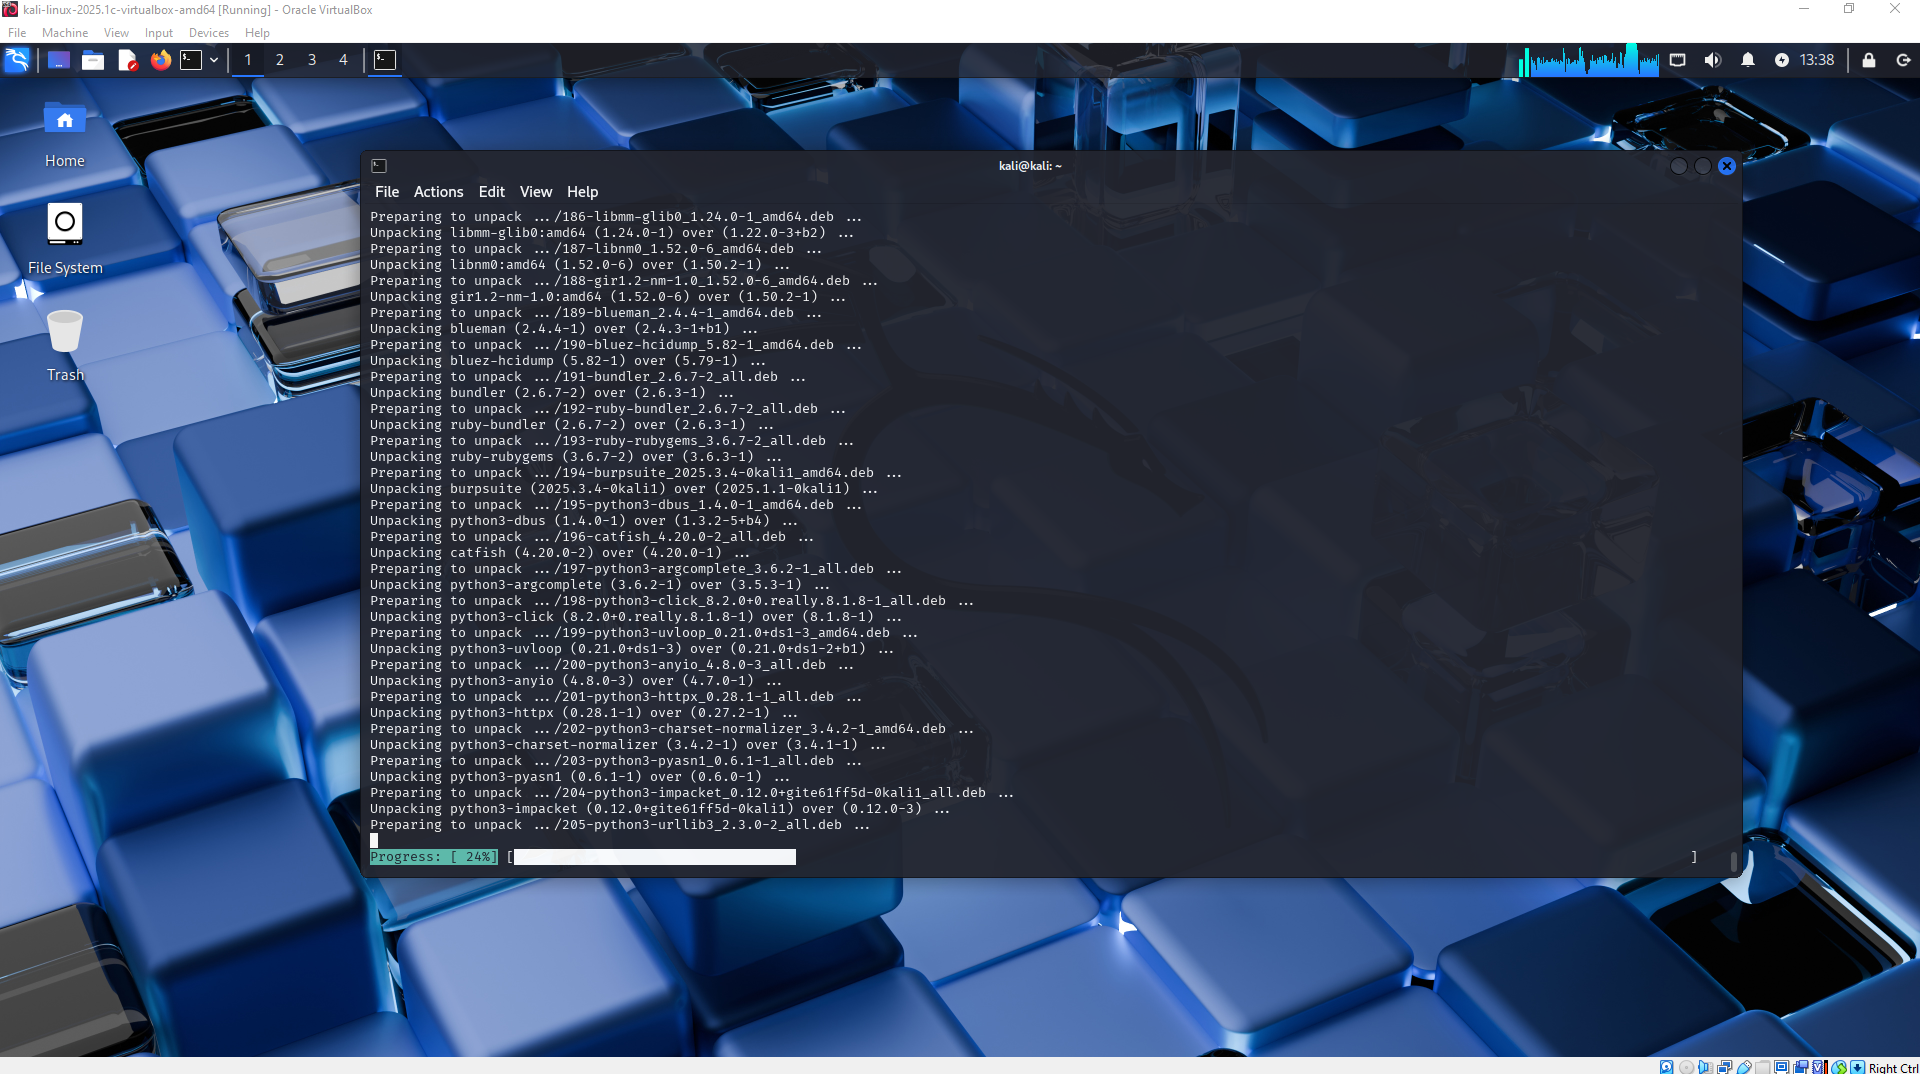 kali-linux-2025.1c-virtualbox-amd64 [Running] - Oracle VirtualBox
File Machine View Input Devices Help
1 2 3 4 13:38
Home
File System
Trash
kali@kali: ~
File Actions Edit View Help
Preparing to unpack .../186-libmm-glib0_1.24.0-1_amd64.deb ...
Unpacking libmm-glib0:amd64 (1.24.0-1) over (1.22.0-3+b2) ...
Preparing to unpack .../187-libnm0_1.52.0-6_amd64.deb ...
Unpacking libnm0:amd64 (1.52.0-6) over (1.50.2-1) ...
Preparing to unpack .../188-gir1.2-nm-1.0_1.52.0-6_amd64.deb ...
Unpacking gir1.2-nm-1.0:amd64 (1.52.0-6) over (1.50.2-1) ...
Preparing to unpack .../189-blueman_2.4.4-1_amd64.deb ...
Unpacking blueman (2.4.4-1) over (2.4.3-1+b1) ...
Preparing to unpack .../190-bluez-hcidump_5.82-1_amd64.deb ...
Unpacking bluez-hcidump (5.82-1) over (5.79-1) ...
Preparing to unpack .../191-bundler_2.6.7-2_all.deb ...
Unpacking bundler (2.6.7-2) over (2.6.3-1) ...
Preparing to unpack .../192-ruby-bundler_2.6.7-2_all.deb ...
Unpacking ruby-bundler (2.6.7-2) over (2.6.3-1) ...
Preparing to unpack .../193-ruby-rubygems_3.6.7-2_all.deb ...
Unpacking ruby-rubygems (3.6.7-2) over (3.6.3-1) ...
Preparing to unpack .../194-burpsuite_2025.3.4-0kali1_amd64.deb ...
Unpacking burpsuite (2025.3.4-0kali1) over (2025.1.1-0kali1) ...
Preparing to unpack .../195-python3-dbus_1.4.0-1_amd64.deb ...
Unpacking python3-dbus (1.4.0-1) over (1.3.2-5+b4) ...
Preparing to unpack .../196-catfish_4.20.0-2_all.deb ...
Unpacking catfish (4.20.0-2) over (4.20.0-1) ...
Preparing to unpack .../197-python3-argcomplete_3.6.2-1_all.deb ...
Unpacking python3-argcomplete (3.6.2-1) over (3.5.3-1) ...
Preparing to unpack .../198-python3-click_8.2.0+0.really.8.1.8-1_all.deb ...
Unpacking python3-click (8.2.0+0.really.8.1.8-1) over (8.1.8-1) ...
Preparing to unpack .../199-python3-uvloop_0.21.0+ds1-3_amd64.deb ...
Unpacking python3-uvloop (0.21.0+ds1-3) over (0.21.0+ds1-2+b1) ...
Preparing to unpack .../200-python3-anyio_4.8.0-3_all.deb ...
Unpacking python3-anyio (4.8.0-3) over (4.7.0-1) ...
Preparing to unpack .../201-python3-httpx_0.28.1-1_all.deb ...
Unpacking python3-httpx (0.28.1-1) over (0.27.2-1) ...
Preparing to unpack .../202-python3-charset-normalizer_3.4.2-1_amd64.deb ...
Unpacking python3-charset-normalizer (3.4.2-1) over (3.4.1-1) ...
Preparing to unpack .../203-python3-pyasn1_0.6.1-1_all.deb ...
Unpacking python3-pyasn1 (0.6.1-1) over (0.6.0-1) ...
Preparing to unpack .../204-python3-impacket_0.12.0+gite61ff5d-0kali1_all.deb ...
Unpacking python3-impacket (0.12.0+gite61ff5d-0kali1) over (0.12.0-3) ...
Preparing to unpack .../205-python3-urllib3_2.3.0-2_all.deb ...
Progress: [ 24%] [ ]
Right Ctrl